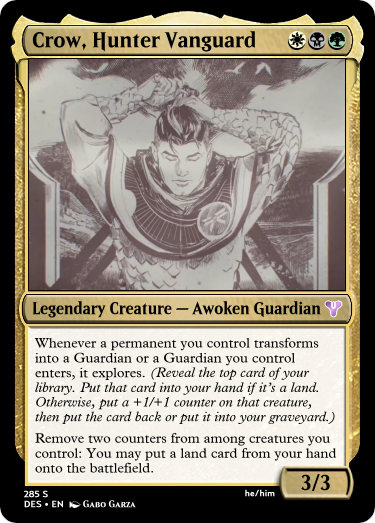 Crow, Hunter Vanguard
Legendary Creature — Awoken Guardian
Whenever a permanent you control transforms
into a Guardian or a Guardian you control
enters, it explores. (Reveal the top card of your
library. Put that card into your hand if it's a land.
Otherwise, put a +1/+1 counter on that creature,
then put the card back or put it into your graveyard.)
Remove two counters from among creatures you
control: You may put a land card from your hand
onto the battlefield.
3/3
285 S
he/him
DES • EN Gabo Garza